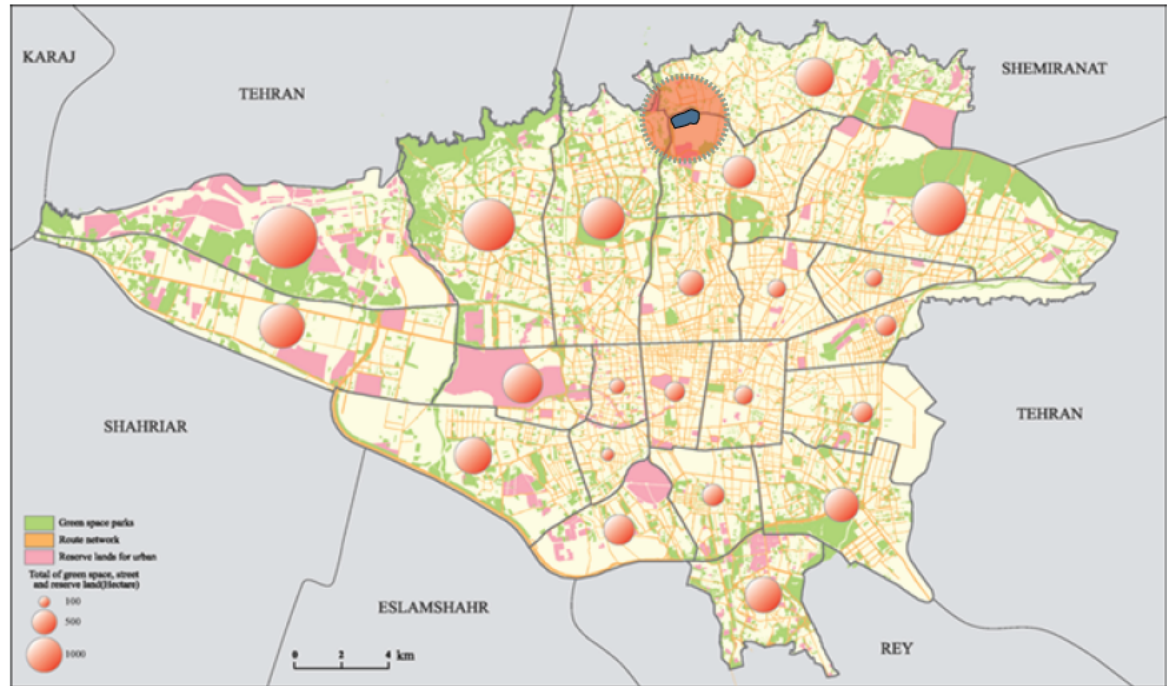 KARAJ
TEHRAN
SHEMIRANAT
SHAHRIAR
TEHRAN
ESLAMSHAHR
REY
Green space parks
Route network
Reserve lands for urban
Total of green space, street
and reserve land(Hectare)
100
500
1000
0 2 4 km